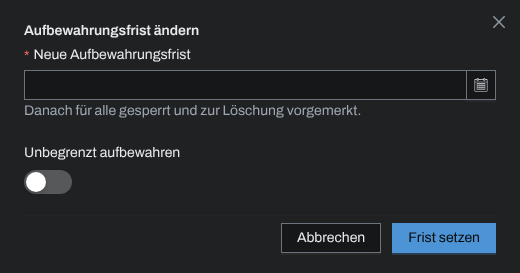 Aufbewahrungsfrist ändern
* Neue Aufbewahrungsfrist
Danach für alle gesperrt und zur Löschung vorgemerkt.
Unbegrenzt aufbewahren
Abbrechen
Frist setzen